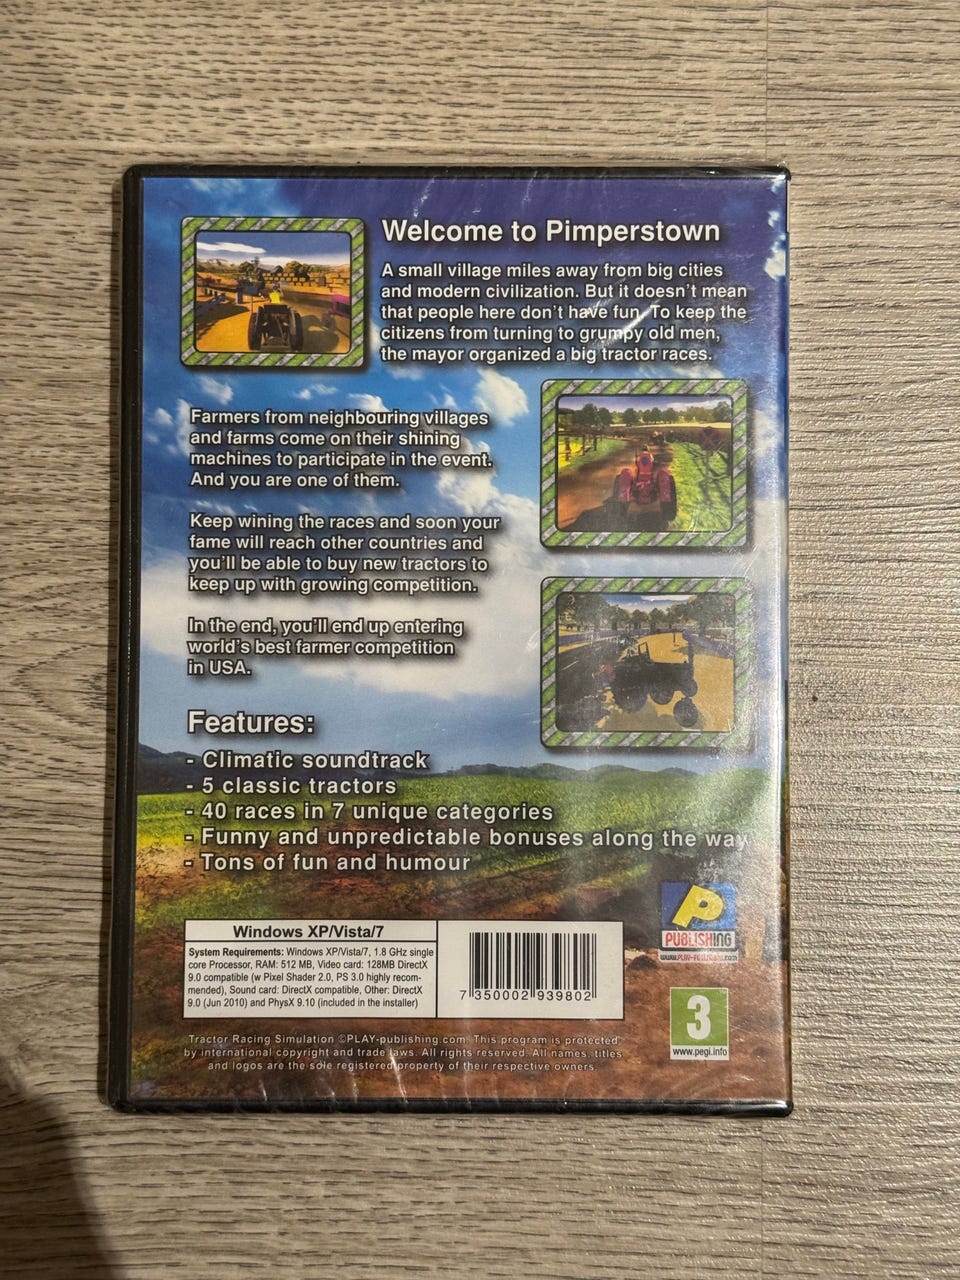 Welcome to Pimperstown
A small village miles away from big cities
and modern civilization. But it doesn't mean
that people here don't have fun. To keep the
citizens from turning to grumpy old men,
the mayor organized a big tractor races.
Farmers from neighbouring villages
and farms come on their shining
machines to participate in the event.
And you are one of them.
Keep wining the races and soon your
fame will reach other countries and
you'll be able to buy new tractors to
keep up with growing competition.
In the end, you'll end up entering
world's best farmer competition
in USA.
Features:
- Climatic soundtrack
- 5 classic tractors
- 40 races in 7 unique categories
- Funny and unpredictable bonuses along the way
- Tons of fun and humour
P
PUBLISHING
www.play-publishing.com
Windows XP/Vista/7
System Requirements: Windows XP/Vista/7, 1.8 GHz single
core Processor, RAM: 512 MB, Video card: 128MB DirectX
9.0 compatible (w Pixel Shader 2.0, PS 3.0 highly recom-
mended), Sound card: DirectX compatible, Other: DirectX
9.0 (Jun 2010) and PhysX 9.10 (included in the installer)
7 350002 939802
3
www.pegi.info
Tractor Racing Simulation ©PLAY-publishing.com. This program is protected
by international copyright and trade laws. All rights reserved. All names, titles
and logos are the sole registered property of their respective owners.